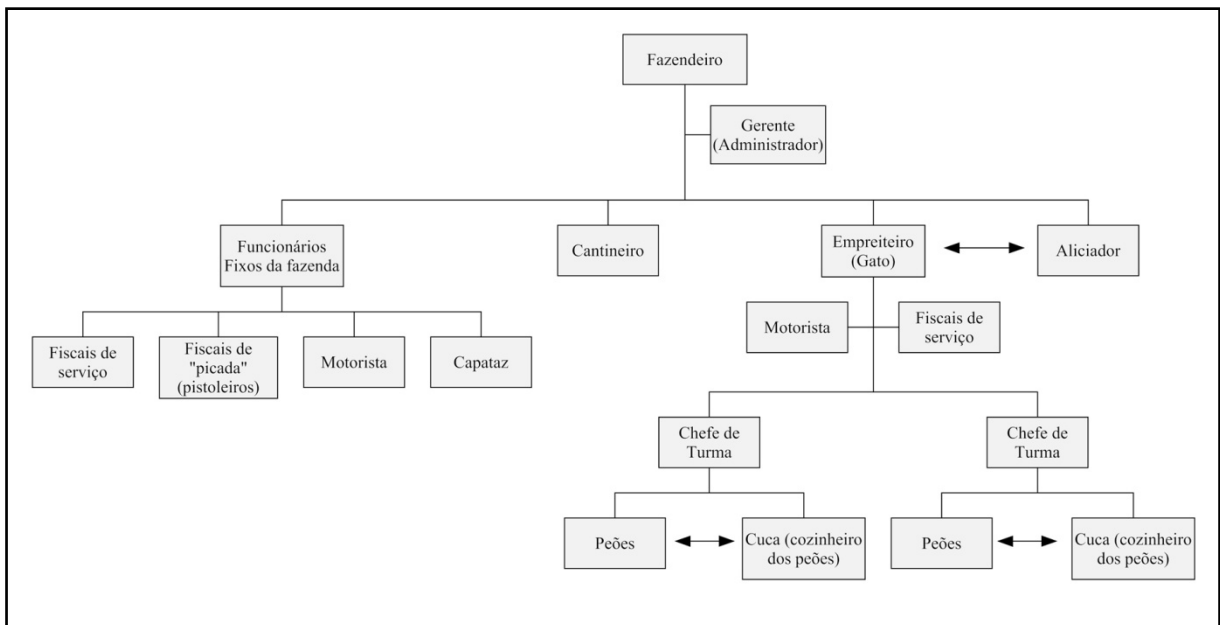 Fazendeiro
Gerente
(Administrador)
Funcionários
Fixos da fazenda
Cantineiro
Empreiteiro
(Gato)
Aliciador
Motorista
Fiscais de
serviço
Fiscais de
serviço
Fiscais de
"picada"
(pistoleiros)
Motorista
Capataz
Chefe de
Turma
Chefe de
Turma
Peões
Cuca (cozinheiro
dos peões)
Peões
Cuca (cozinheiro
dos peões)